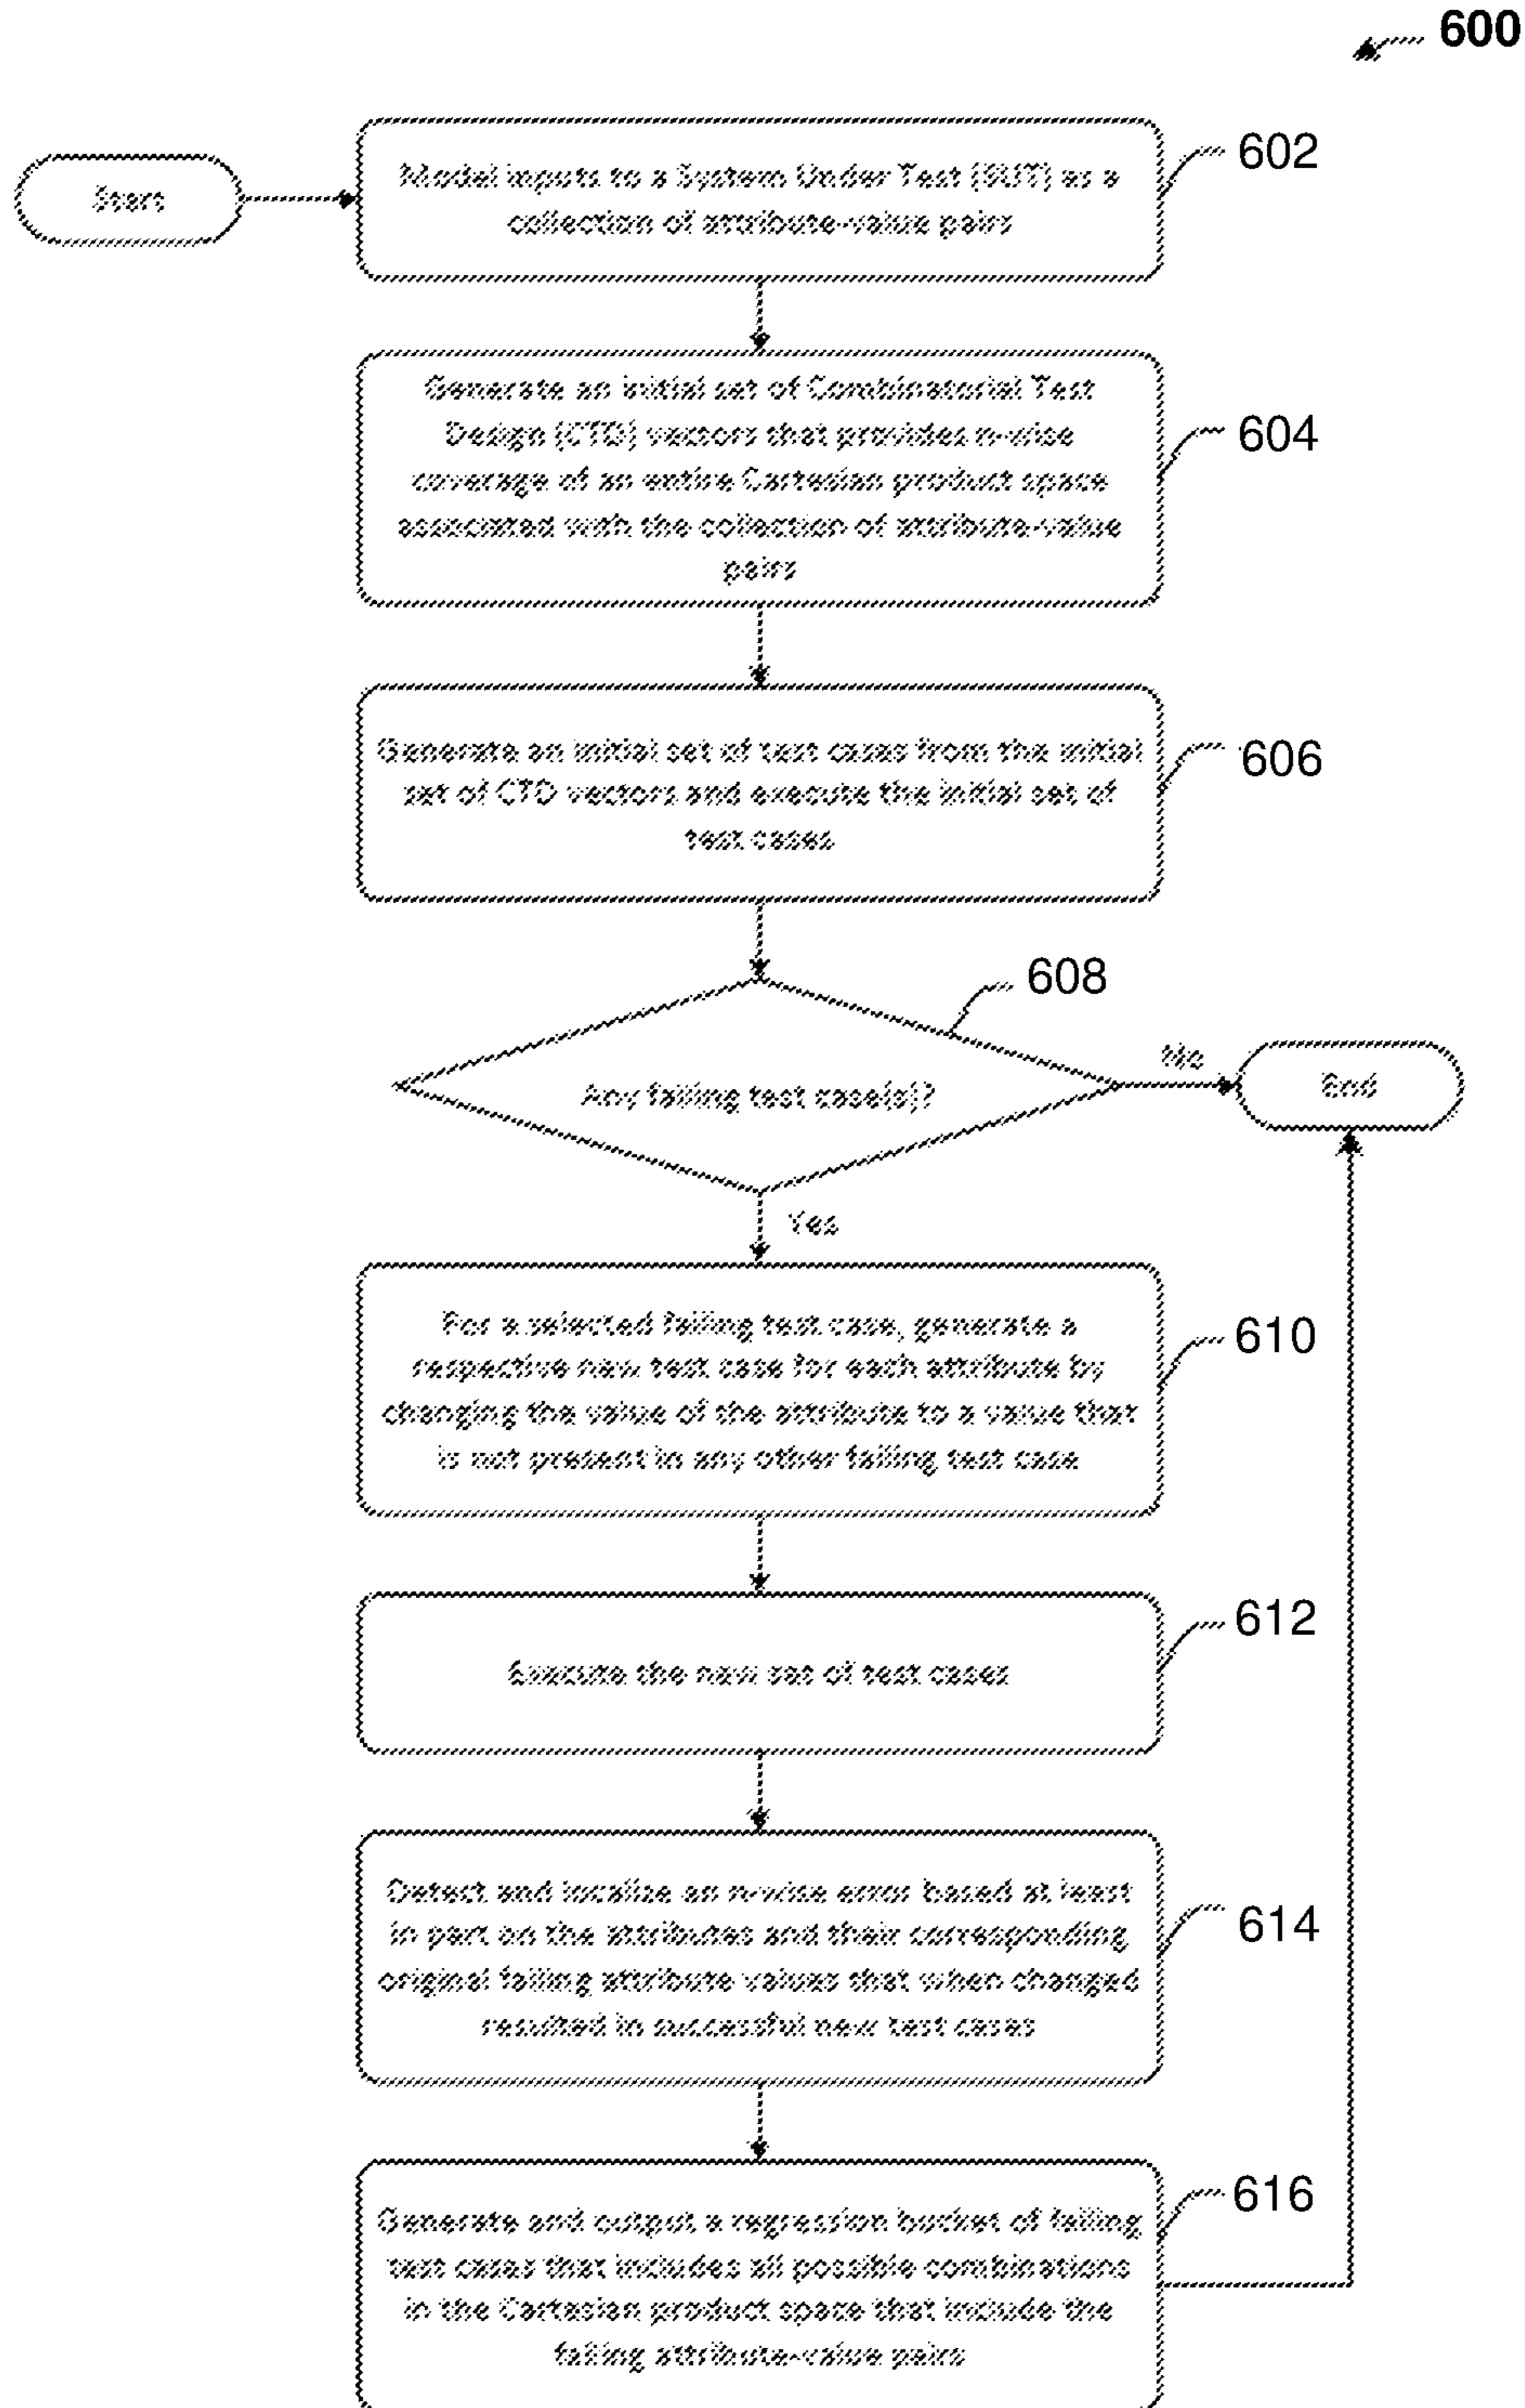 600
Start
Model inputs to a System Under Test (SUT) as a
collection of attribute-value pairs
602
Generate an initial set of Combinatorial Test
Design (CTD) vectors that provides n-wise
coverage of an entire Cartesian product space
associated with the collection of attribute-value
pairs
604
Generate an initial set of test cases from the initial
set of CTD vectors and execute the initial set of
test cases
606
608
Any failing test case(s)?
No
End
Yes
For a selected failing test case, generate a
respective new test case for each attribute by
changing the value of the attribute to a value that
is not present in any other failing test case
610
Execute the new set of test cases
612
Detect and localize an n-wise error based at least
in part on the attributes and their corresponding
original failing attribute values that when changed
resulted in successful new test cases
614
Generate and output a regression bucket of failing
test cases that includes all possible combinations
in the Cartesian product space that include the
failing attribute-value pairs
616